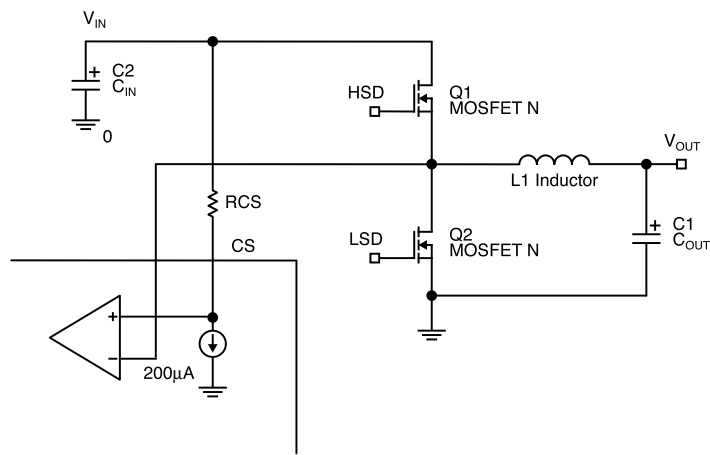 VIN
C2
CIN
0
HSD
Q1
MOSFET N
VOUT
L1 Inductor
RCS
CS
LSD
Q2
MOSFET N
C1
COUT
200µA